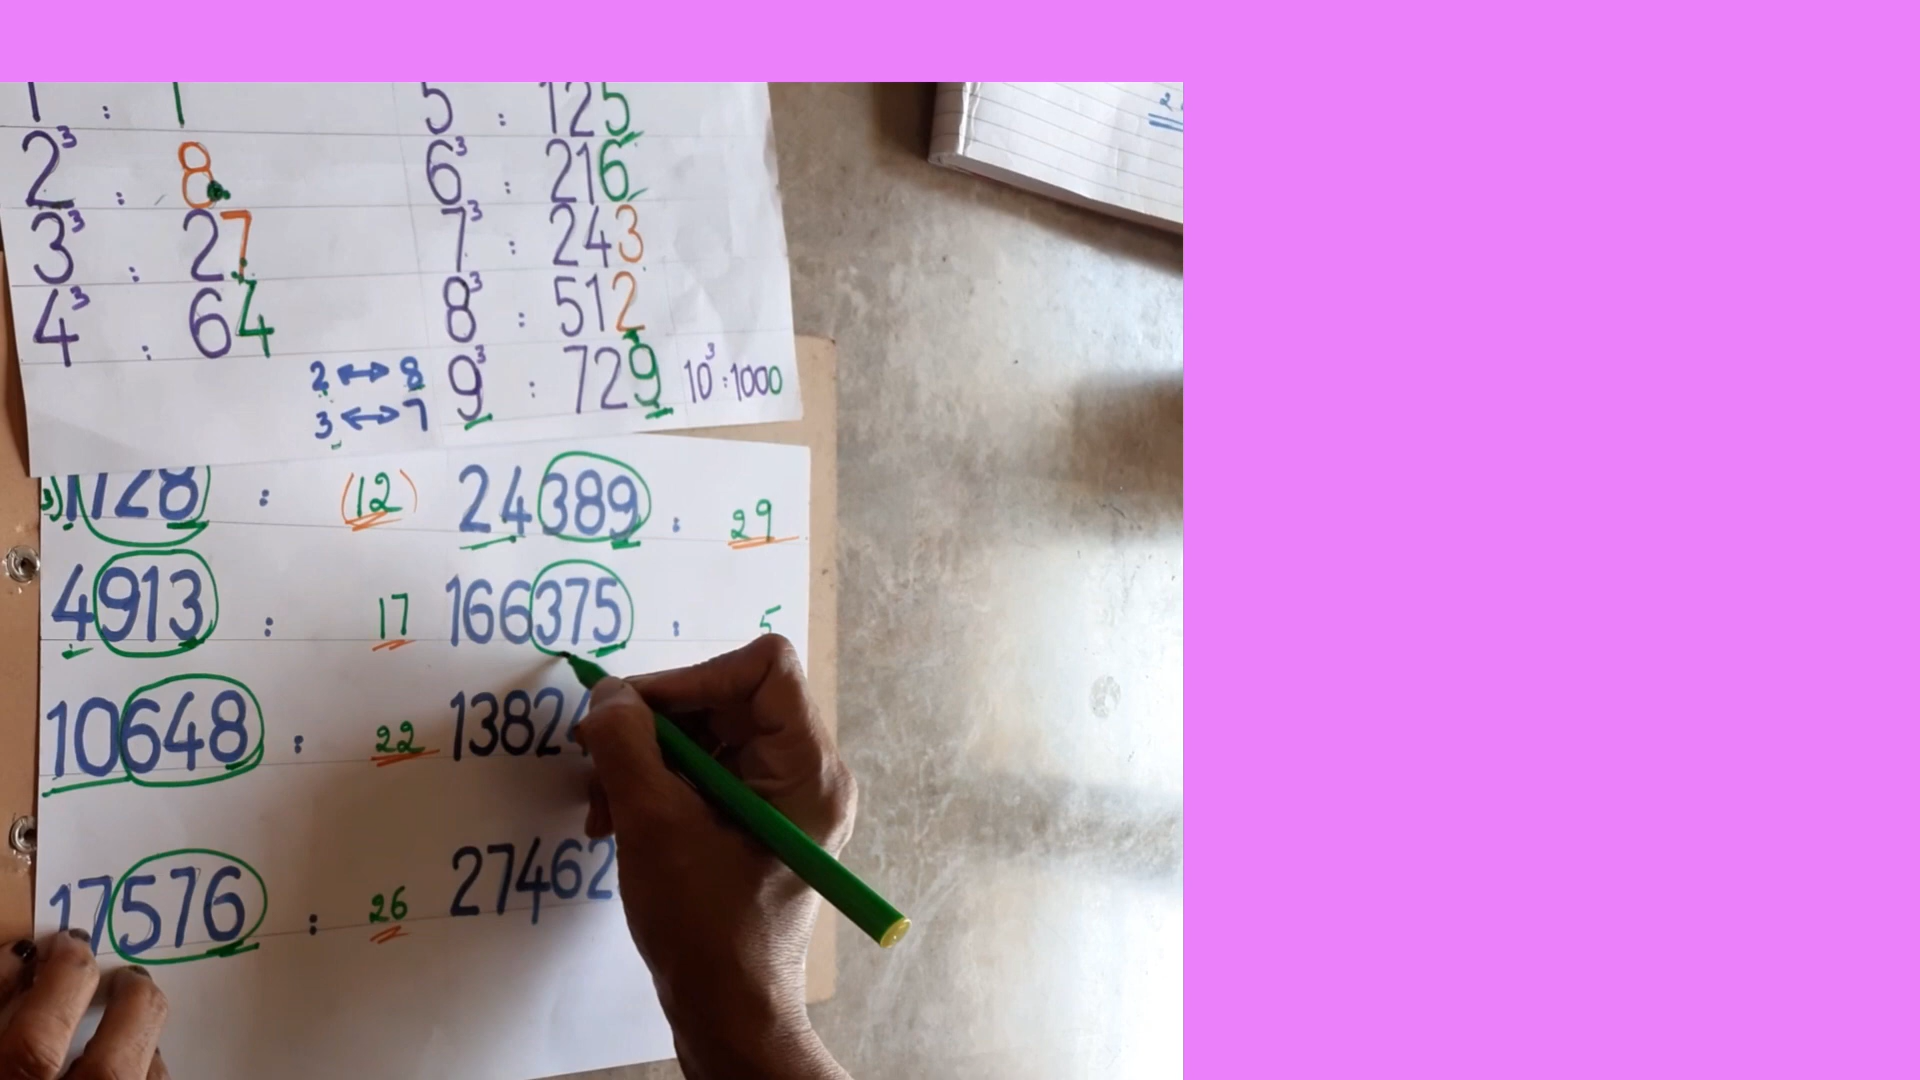 1 : 1 5 : 125
2³ : 8 6³ : 216
3³ : 27 7³ : 243
4³ : 64 8³ : 512
2 ↔ 8 9³ : 729 10³ : 1000
3 ↔ 7
1728 : (12) 24389 : 29
4913 : 17 166375 : 5
10648 : 22 13824
17576 : 26 27462